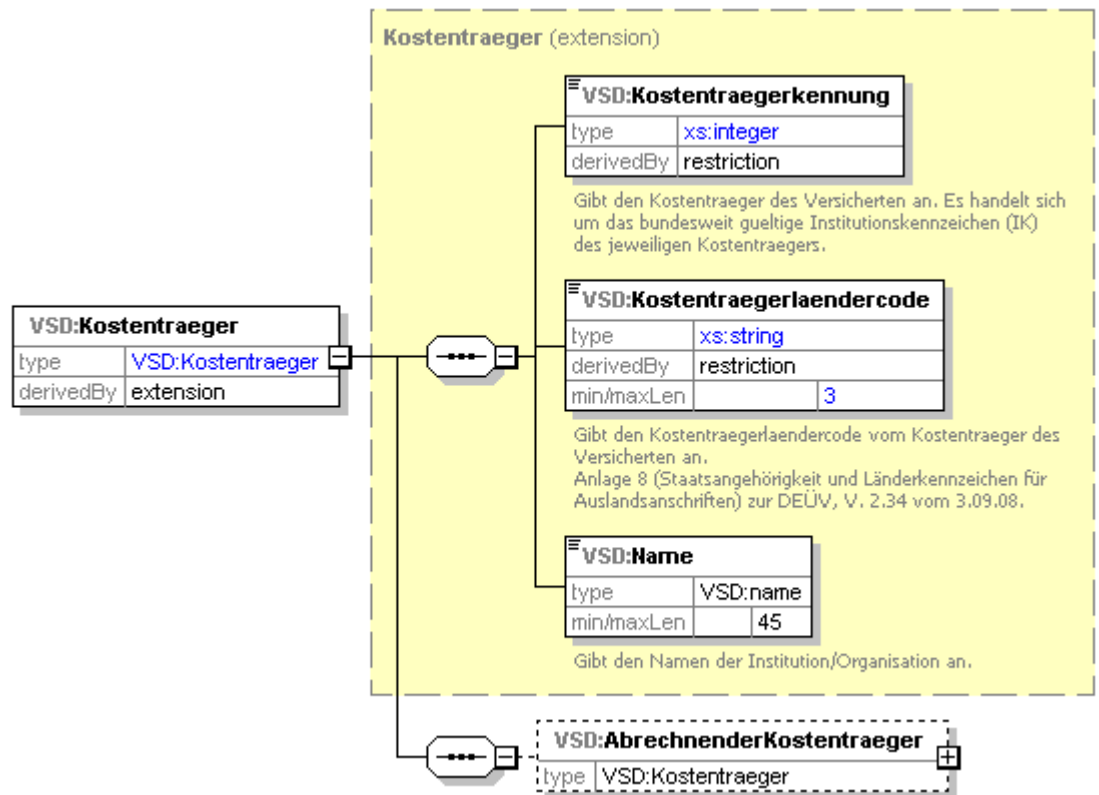 Kostentraeger (extension)
VSD:Kostentraegerkennung
type xs:integer
derivedBy restriction
Gibt den Kostentraeger des Versicherten an. Es handelt sich
um das bundesweit gueltige Institutionskennzeichen (IK)
des jeweiligen Kostentraegers.
VSD:Kostentraegerlaendercode
type xs:string
derivedBy restriction
min/maxLen 3
Gibt den Kostentraegerlaendercode vom Kostentraeger des
Versicherten an.
Anlage 8 (Staatsangehörigkeit und Länderkennzeichen für
Auslandsanschriften) zur DEÜV, V. 2.34 vom 3.09.08.
VSD:Kostentraeger
type VSD:Kostentraeger
derivedBy extension
VSD:Name
type VSD:name
min/maxLen 45
Gibt den Namen der Institution/Organisation an.
VSD:AbrechnenderKostentraeger
type VSD:Kostentraeger